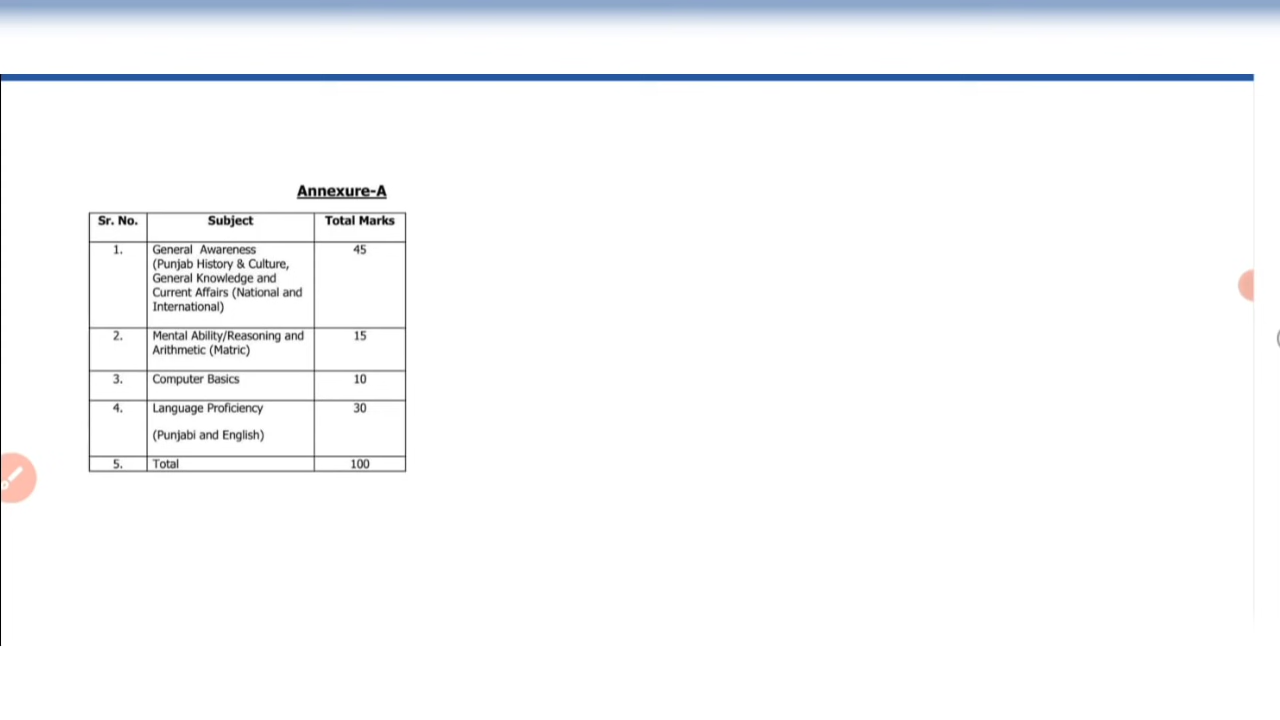 Annexure-A
Sr. No. Subject Total Marks
1. General Awareness 45
(Punjab History & Culture,
General Knowledge and
Current Affairs (National and
International)
2. Mental Ability/Reasoning and 15
Arithmetic (Matric)
3. Computer Basics 10
4. Language Proficiency 30
(Punjabi and English)
5. Total 100